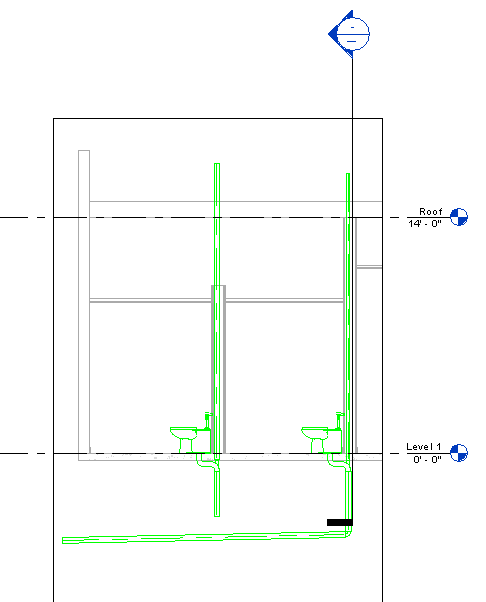 Roof
14' - 0"
Level 1
0' - 0"